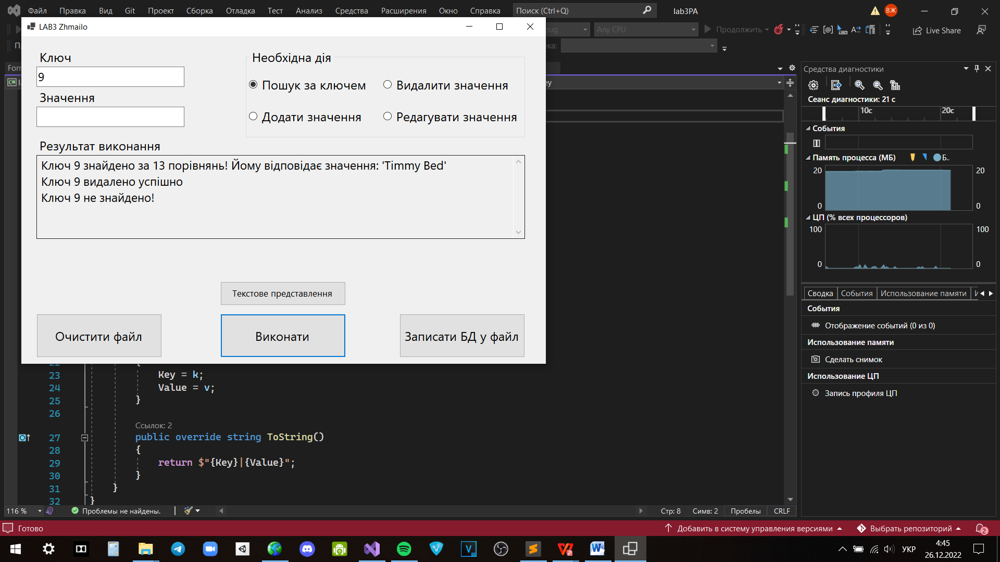 Файл Правка Вид Git Проект Сборка Отладка Тест Анализ Средства Расширения Окно Справка Поиск (Ctrl+Q) lab3PA ВЖ
LAB3 Zhmailo
Any CPU Продолжить Live Share
Ключ
9
Значення
Необхідна дія
Пошук за ключем Видалити значення
Додати значення Редагувати значення
Результат виконання
Ключ 9 знайдено за 13 порівнянь! Йому відповідає значення: 'Timmy Bed'
Ключ 9 видалено успішно
Ключ 9 не знайдено!
Текстове представлення
Очистити файл Виконати Записати БД у файл
22 {
23 Key = k;
24 Value = v;
25 }
26
Ссылок: 2
27 public override string ToString()
28 {
29 return $"{Key}|{Value}";
30 }
31 }
32 }
116 % Проблемы не найдены. Стр: 8 Симв: 2 Пробелы CRLF
Средства диагностики
Сеанс диагностики: 21 с
10с 20с
События
Память процесса (МБ) Б..
20 20
0 0
ЦП (% всех процессоров)
100 100
0 0
Сводка События Использование памяти
События
Отображение событий (0 из 0)
Использование памяти
Сделать снимок
Использование ЦП
Запись профиля ЦП
Готово Добавить в систему управления версиями Выбрать репозиторий 2
УКР 4:45
26.12.2022